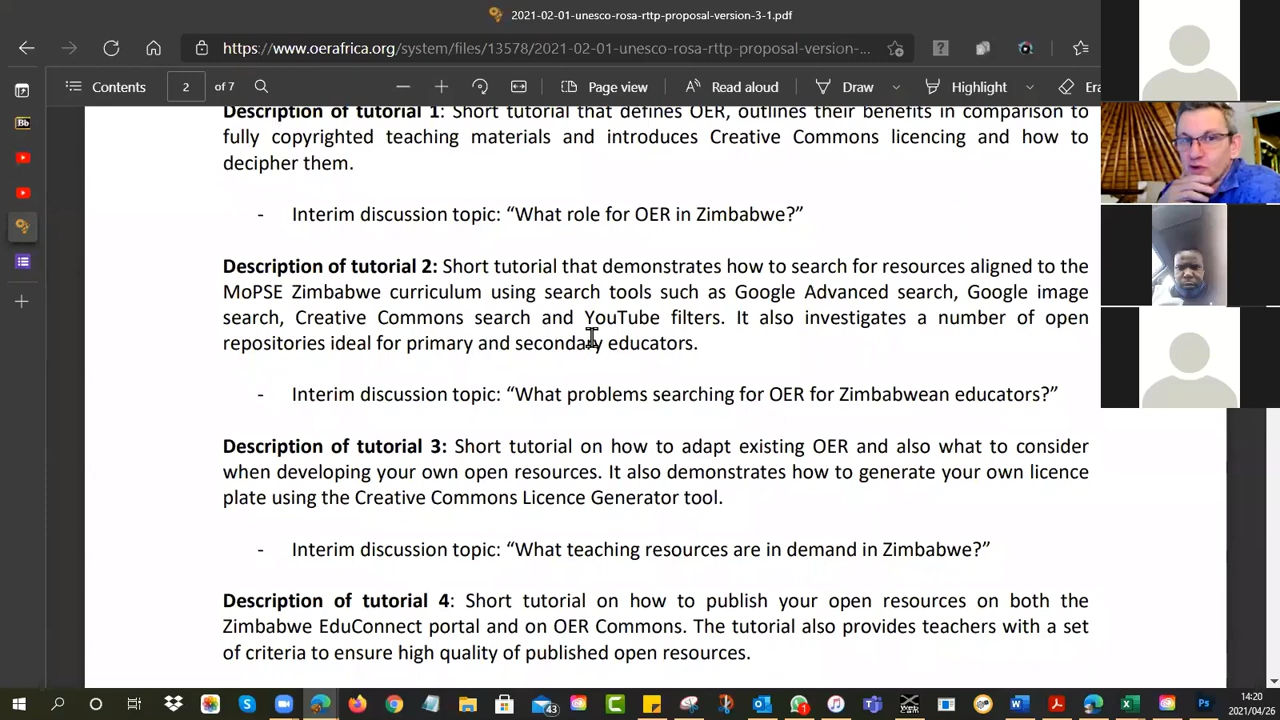 2021-02-01-unesco-rosa-rttp-proposal-version-3-1.pdf
https://www.oerafrica.org/system/files/13578/2021-02-01-unesco-rosa-rttp-proposal-version-...
Contents 2 of 7 Page view Read aloud Draw Highlight Era
Description of tutorial 1: Short tutorial that defines OER, outlines their benefits in comparison to
fully copyrighted teaching materials and introduces Creative Commons licencing and how to
decipher them.
- Interim discussion topic: “What role for OER in Zimbabwe?”
Description of tutorial 2: Short tutorial that demonstrates how to search for resources aligned to the
MoPSE Zimbabwe curriculum using search tools such as Google Advanced search, Google image
search, Creative Commons search and YouTube filters. It also investigates a number of open
repositories ideal for primary and secondary educators.
- Interim discussion topic: “What problems searching for OER for Zimbabwean educators?”
Description of tutorial 3: Short tutorial on how to adapt existing OER and also what to consider
when developing your own open resources. It also demonstrates how to generate your own licence
plate using the Creative Commons Licence Generator tool.
- Interim discussion topic: “What teaching resources are in demand in Zimbabwe?”
Description of tutorial 4: Short tutorial on how to publish your open resources on both the
Zimbabwe EduConnect portal and on OER Commons. The tutorial also provides teachers with a set
of criteria to ensure high quality of published open resources.
43
1
14:20
2021/04/26